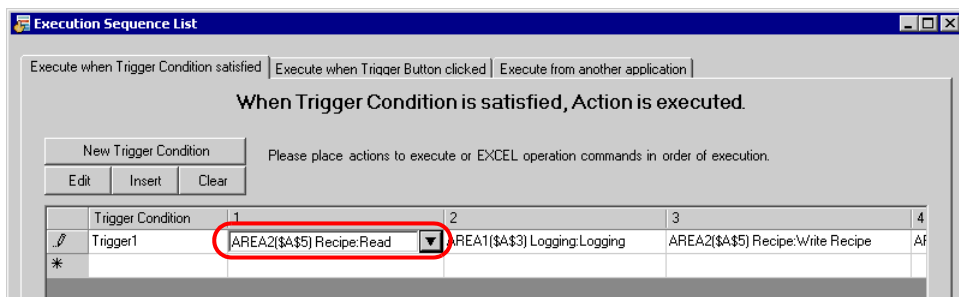 Execution Sequence List
Execute when Trigger Condition satisfied Execute when Trigger Button clicked Execute from another application
When Trigger Condition is satisfied, Action is executed.
New Trigger Condition
Please place actions to execute or EXCEL operation commands in order of execution.
Edit Insert Clear
Trigger Condition 1 2 3 4
Trigger1 AREA2($A$5) Recipe:Read AREA1($A$3) Logging:Logging AREA2($A$5) Recipe:Write Recipe